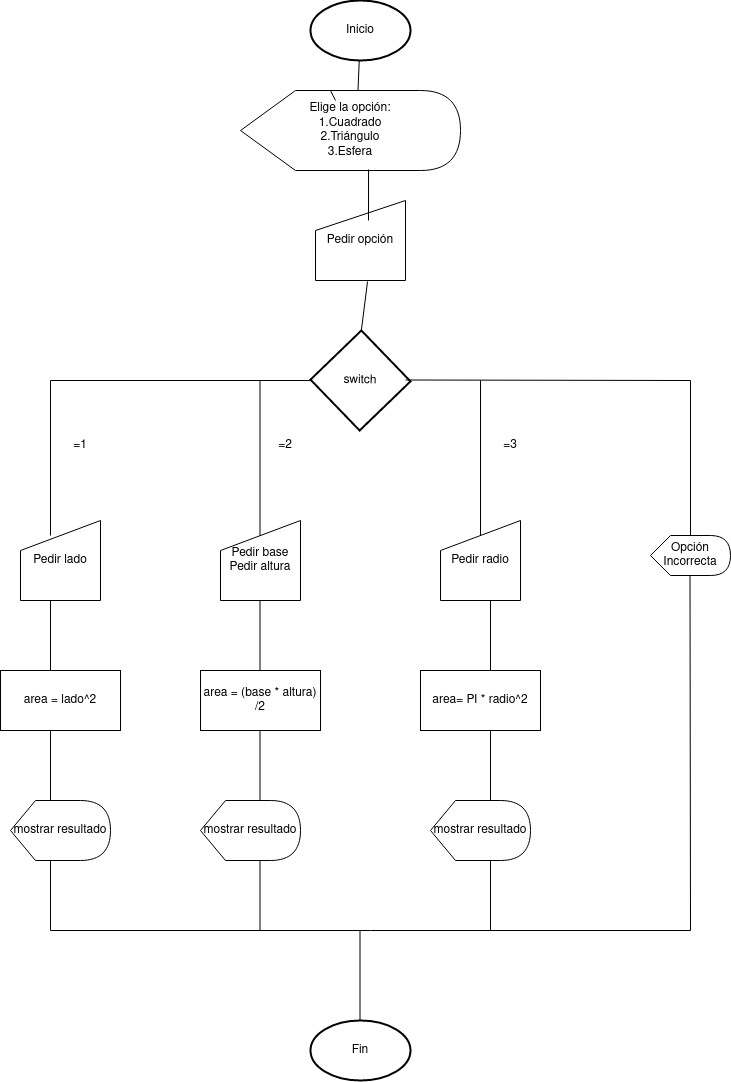 Inicio
Elige la opción:
1.Cuadrado
2.Triángulo
3.Esfera
Pedir opción
switch
=1
=2
=3
Pedir lado
Pedir base
Pedir altura
Pedir radio
Opción
Incorrecta
area = lado^2
area = (base * altura)
/2
area= PI * radio^2
mostrar resultado
mostrar resultado
mostrar resultado
Fin